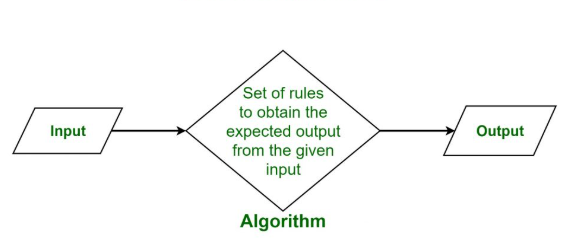 Input
Set of rules
to obtain the
expected output
from the given
input
Output
Algorithm